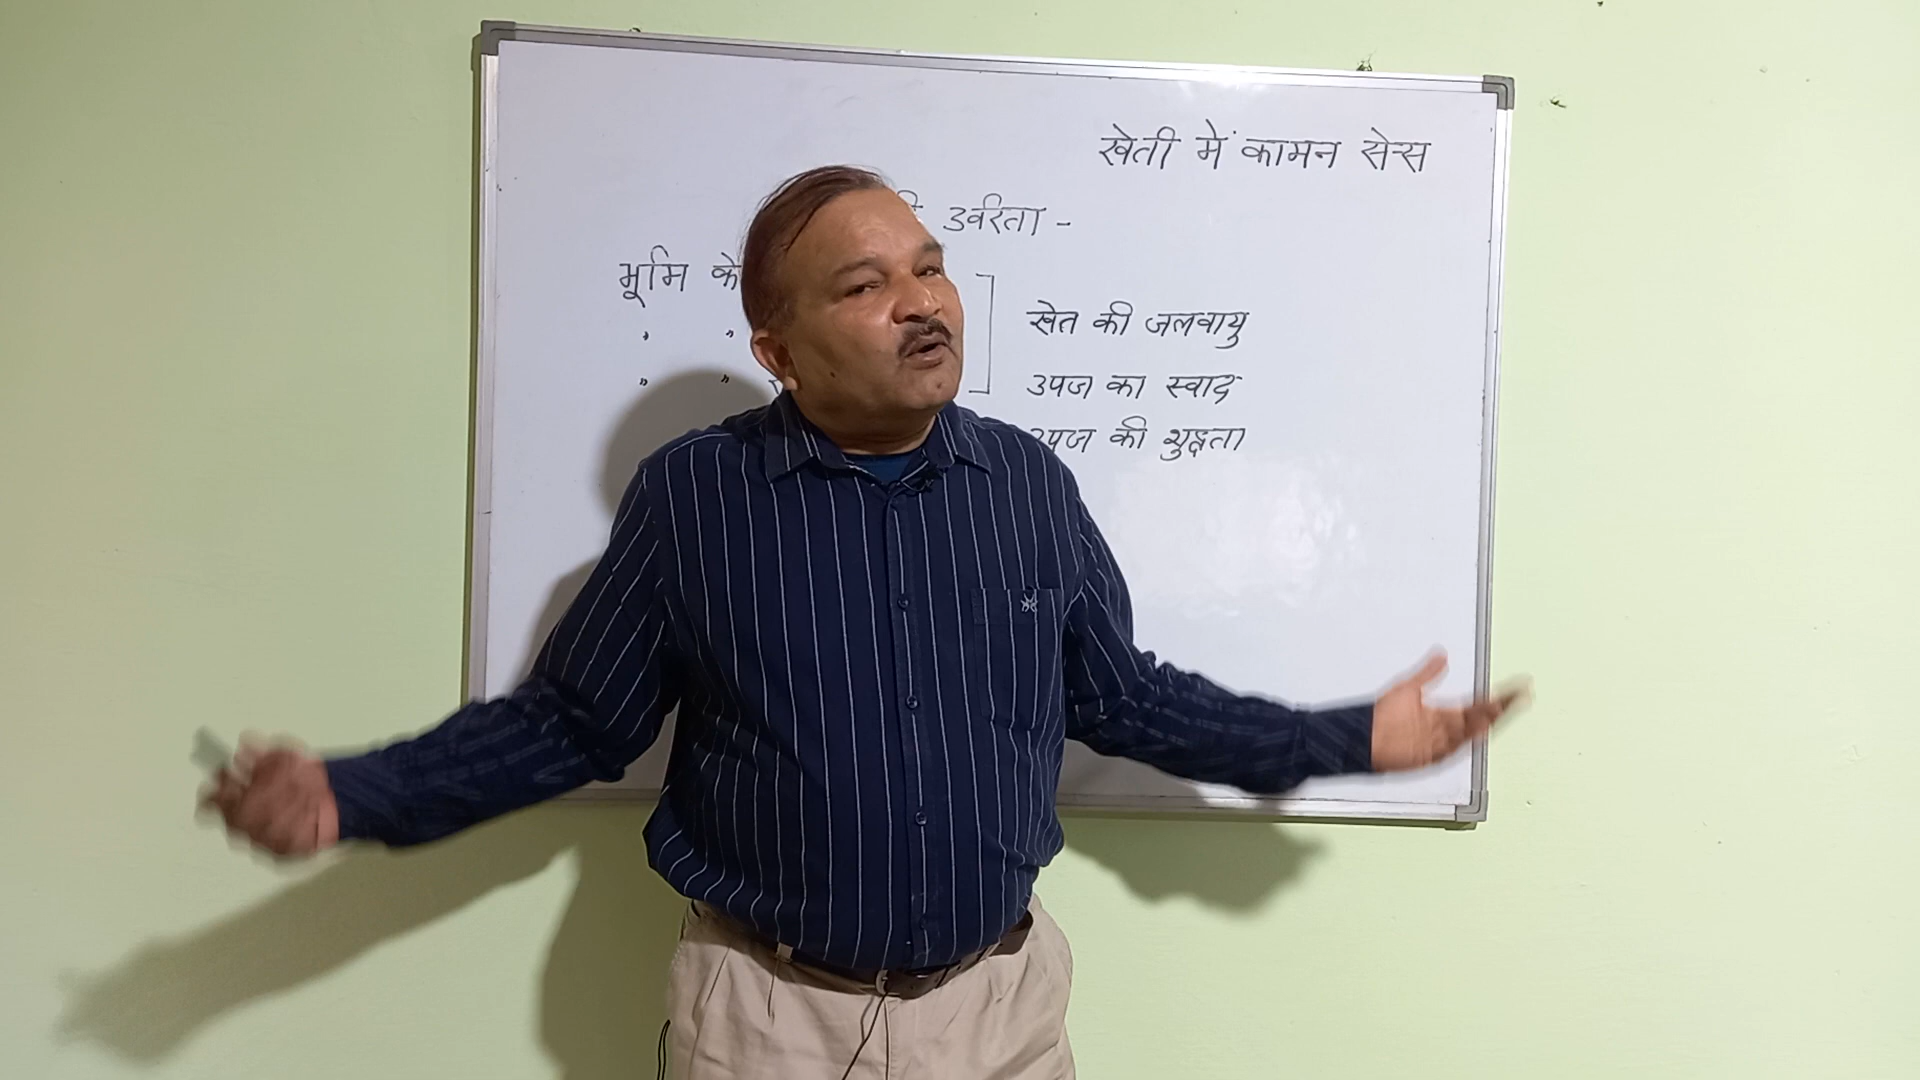 खेती में कामन सेन्स
उर्वरता -
भूमि के
" "
खेत की जलवायु
" "
उपज का स्वाद
उपज की शुद्धता